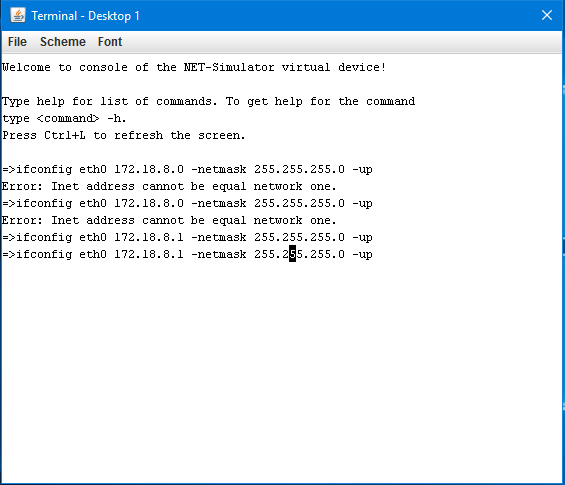 Terminal - Desktop 1
File Scheme Font
Welcome to console of the NET-Simulator virtual device!
Type help for list of commands. To get help for the command
type <command> -h.
Press Ctrl+L to refresh the screen.
=>ifconfig eth0 172.18.8.0 -netmask 255.255.255.0 -up
Error: Inet address cannot be equal network one.
=>ifconfig eth0 172.18.8.0 -netmask 255.255.255.0 -up
Error: Inet address cannot be equal network one.
=>ifconfig eth0 172.18.8.1 -netmask 255.255.255.0 -up
=>ifconfig eth0 172.18.8.1 -netmask 255.255.255.0 -up